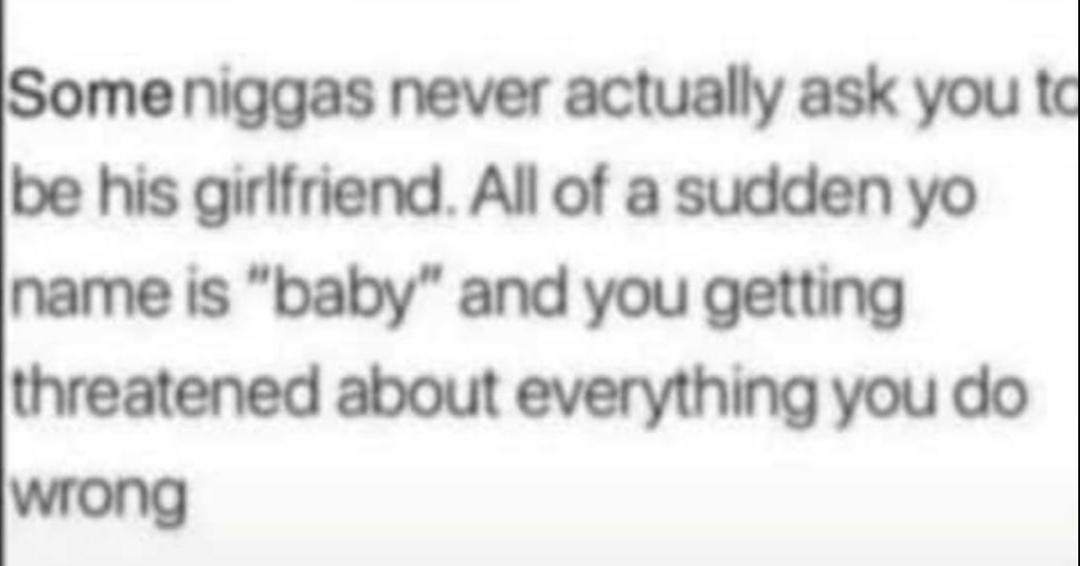 Some niggas never actually ask you to
be his girlfriend. All of a sudden yo
name is "baby" and you getting
threatened about everything you do
wrong